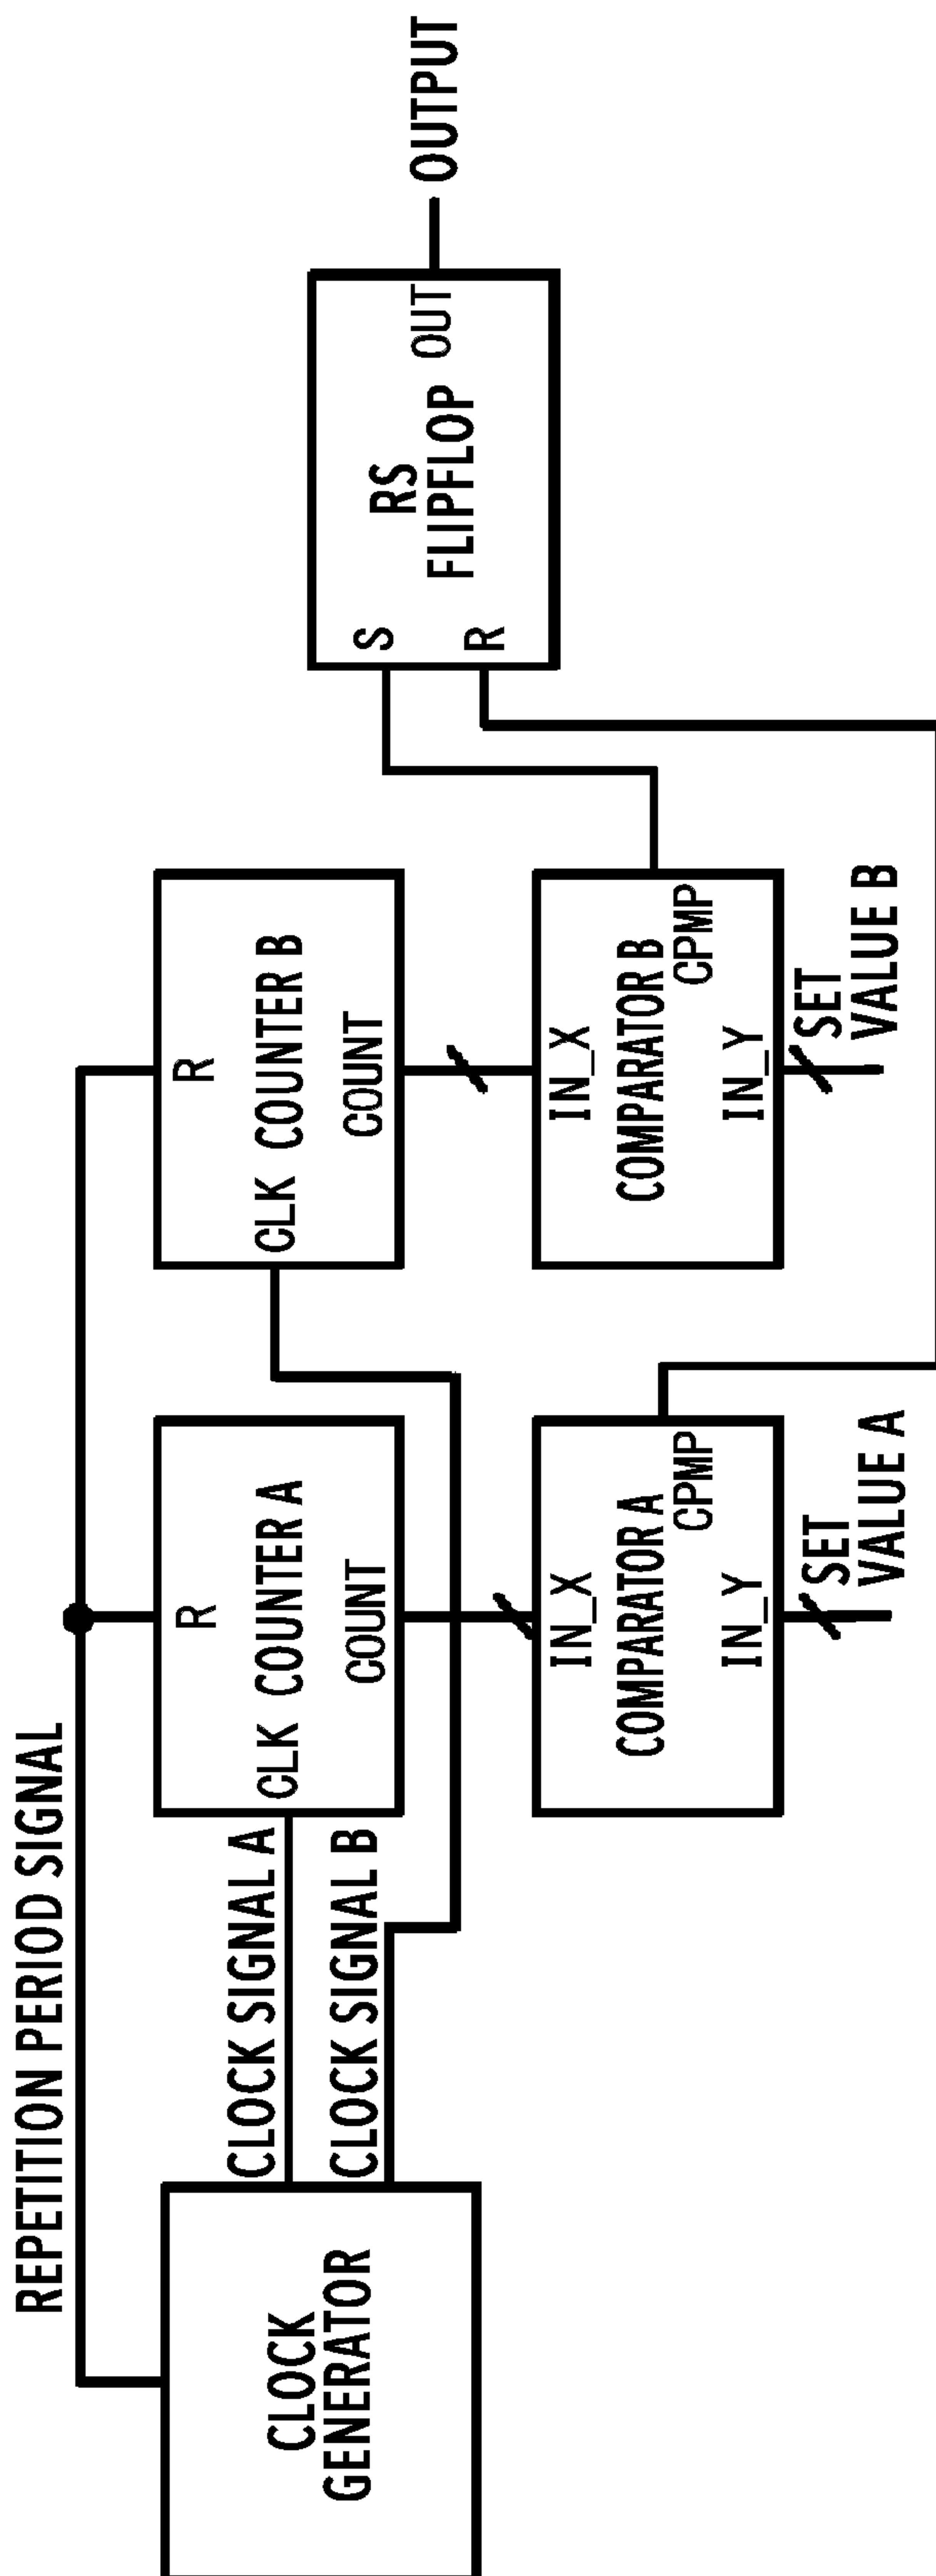 REPETITION PERIOD SIGNAL
CLOCK
GENERATOR
CLOCK SIGNAL A
CLOCK SIGNAL B
R
CLK COUNTER A
COUNT
R
CLK COUNTER B
COUNT
IN_X
COMPARATOR A
CPMP
IN_Y
SET
VALUE A
IN_X
COMPARATOR B
CPMP
IN_Y
SET
VALUE B
S
RS
FLIPFLOP
OUT
R
OUTPUT